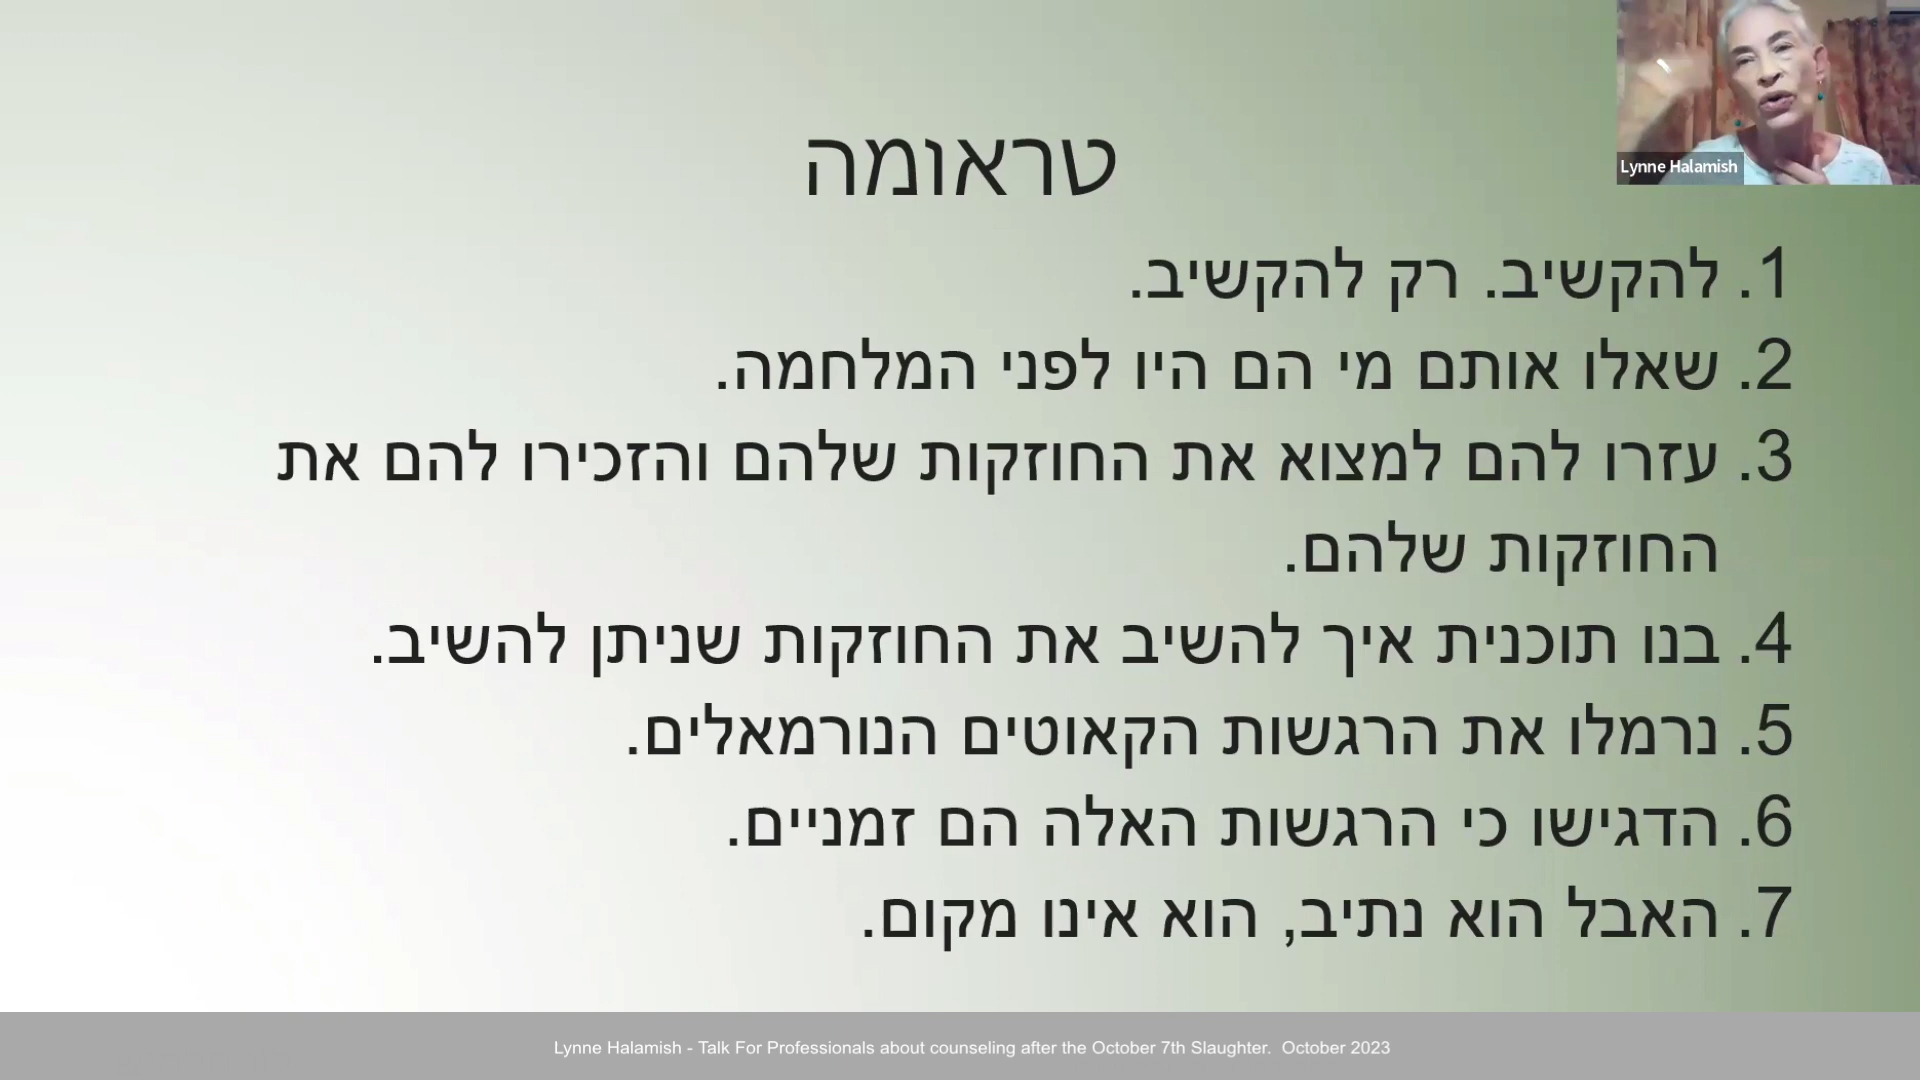 טראומה
1. להקשיב. רק להקשיב.
2. שאלו אותם מי הם היו לפני המלחמה.
3. עזרו להם למצוא את החוזקות שלהם והזכירו להם את
החוזקות שלהם.
4. בנו תוכנית איך להשיב את החוזקות שניתן להשיב.
5. נרמלו את הרגשות הקאוטים הנורמאלים.
6. הדגישו כי הרגשות האלה הם זמניים.
7. האבל הוא נתיב, הוא אינו מקום.
Lynne Halamish
Lynne Halamish - Talk For Professionals about counseling after the October 7th Slaughter. October 2023